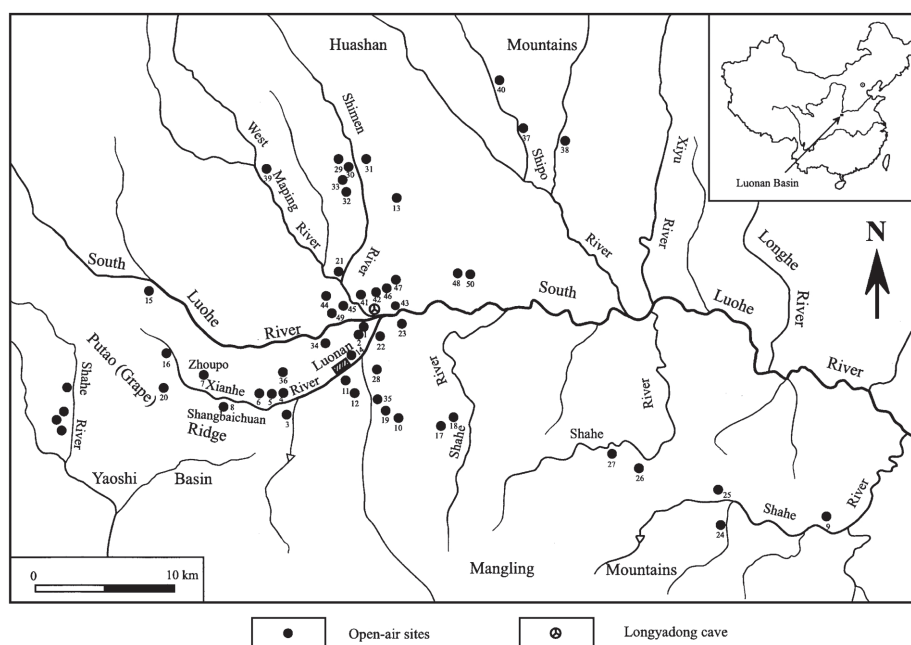 Huashan
Mountains
Shimen
River
West
Maping
River
Shipo
River
Xiyu
River
Longhe
River
Luonan Basin
N
South
Luohe
River
South
Luohe
River
Putao (Grape)
Ridge
Zhoupo
Xianhe
River
Shangbaichuan
Luonan
Shahe
River
Yaoshi
Basin
River
Shahe
Shahe
River
Shahe
River
Mangling
Mountains
40
37
38
39
29
30
31
33
32
13
21
15
44
49
45
41
42
46
47
43
48
50
34
1
2
14
22
23
16
7
20
36
6
5
4
8
3
11
12
28
35
19
10
17
18
27
26
25
24
9
0
10 km
Open-air sites
Longyadong cave